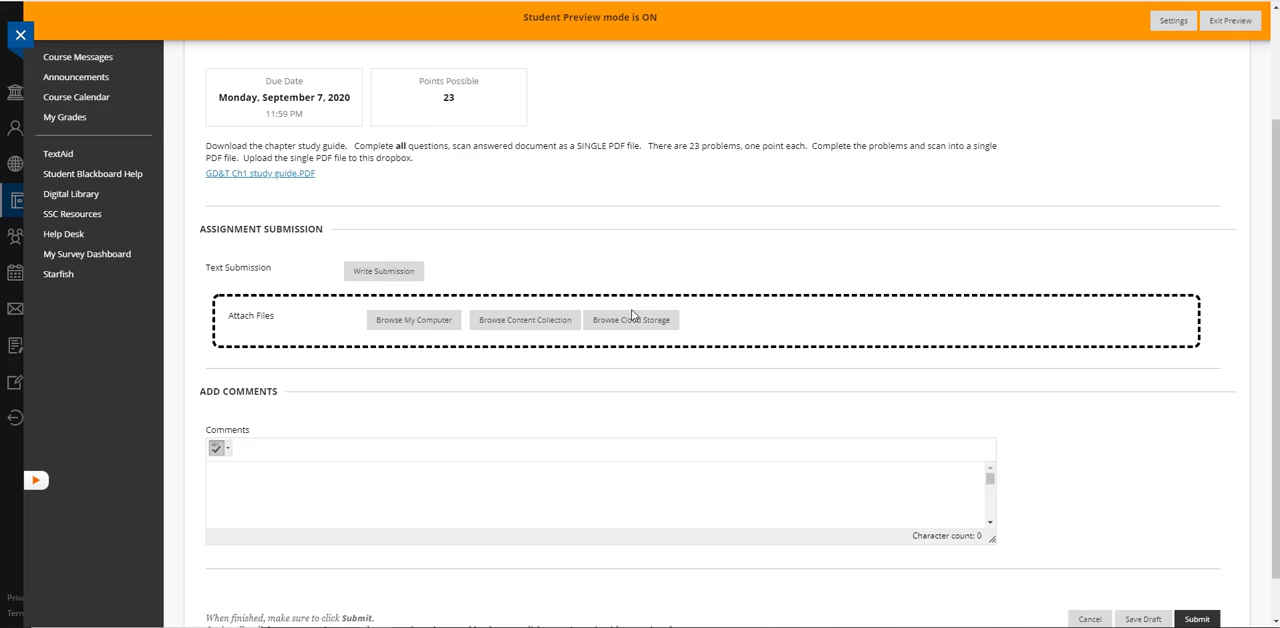 Student Preview mode is ON
Settings
Exit Preview
Course Messages
Announcements
Course Calendar
My Grades
TextAid
Student Blackboard Help
Digital Library
SSC Resources
Help Desk
My Survey Dashboard
Starfish
Priv
Term
Due Date
Monday, September 7, 2020
11:59 PM
Points Possible
23
Download the chapter study guide. Complete all questions, scan answered document as a SINGLE PDF file. There are 23 problems, one point each. Complete the problems and scan into a single
PDF file. Upload the single PDF file to this dropbox.
GD&T Ch1 study guide.PDF
ASSIGNMENT SUBMISSION
Text Submission
Write Submission
Attach Files
Browse My Computer
Browse Content Collection
Browse Cloud Storage
ADD COMMENTS
Comments
Character count: 0
When finished, make sure to click Submit.
Cancel
Save Draft
Submit